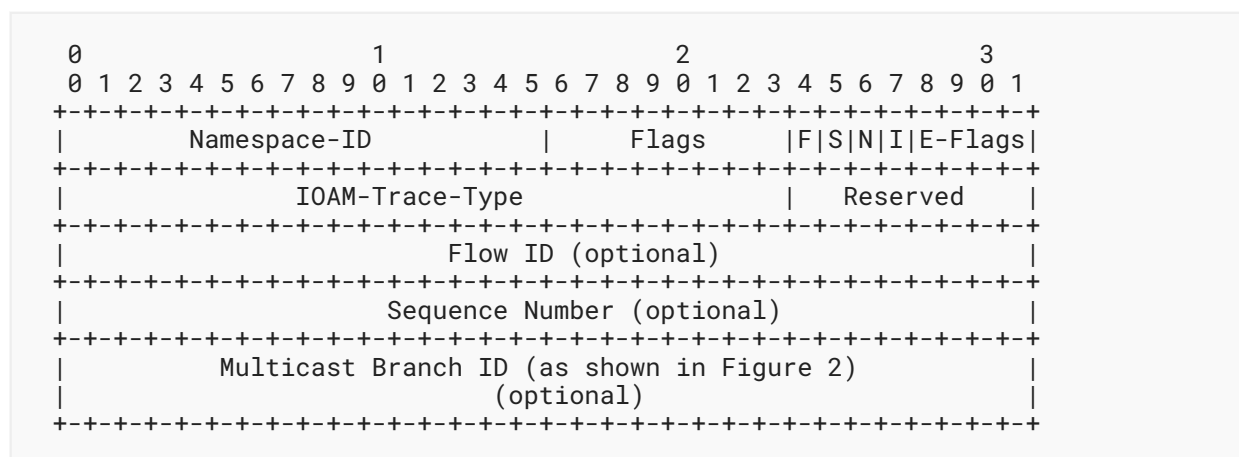 0                   1                   2                   3
 0 1 2 3 4 5 6 7 8 9 0 1 2 3 4 5 6 7 8 9 0 1 2 3 4 5 6 7 8 9 0 1
+-+-+-+-+-+-+-+-+-+-+-+-+-+-+-+-+-+-+-+-+-+-+-+-+-+-+-+-+-+-+-+-+
|        Namespace-ID           |     Flags     |F|S|N|I|E-Flags|
+-+-+-+-+-+-+-+-+-+-+-+-+-+-+-+-+-+-+-+-+-+-+-+-+-+-+-+-+-+-+-+-+
|               IOAM-Trace-Type                 |   Reserved    |
+-+-+-+-+-+-+-+-+-+-+-+-+-+-+-+-+-+-+-+-+-+-+-+-+-+-+-+-+-+-+-+-+
|                         Flow ID (optional)                    |
+-+-+-+-+-+-+-+-+-+-+-+-+-+-+-+-+-+-+-+-+-+-+-+-+-+-+-+-+-+-+-+-+
|                     Sequence Number (optional)                |
+-+-+-+-+-+-+-+-+-+-+-+-+-+-+-+-+-+-+-+-+-+-+-+-+-+-+-+-+-+-+-+-+
|          Multicast Branch ID (as shown in Figure 2)           |
|                            (optional)                         |
+-+-+-+-+-+-+-+-+-+-+-+-+-+-+-+-+-+-+-+-+-+-+-+-+-+-+-+-+-+-+-+-+